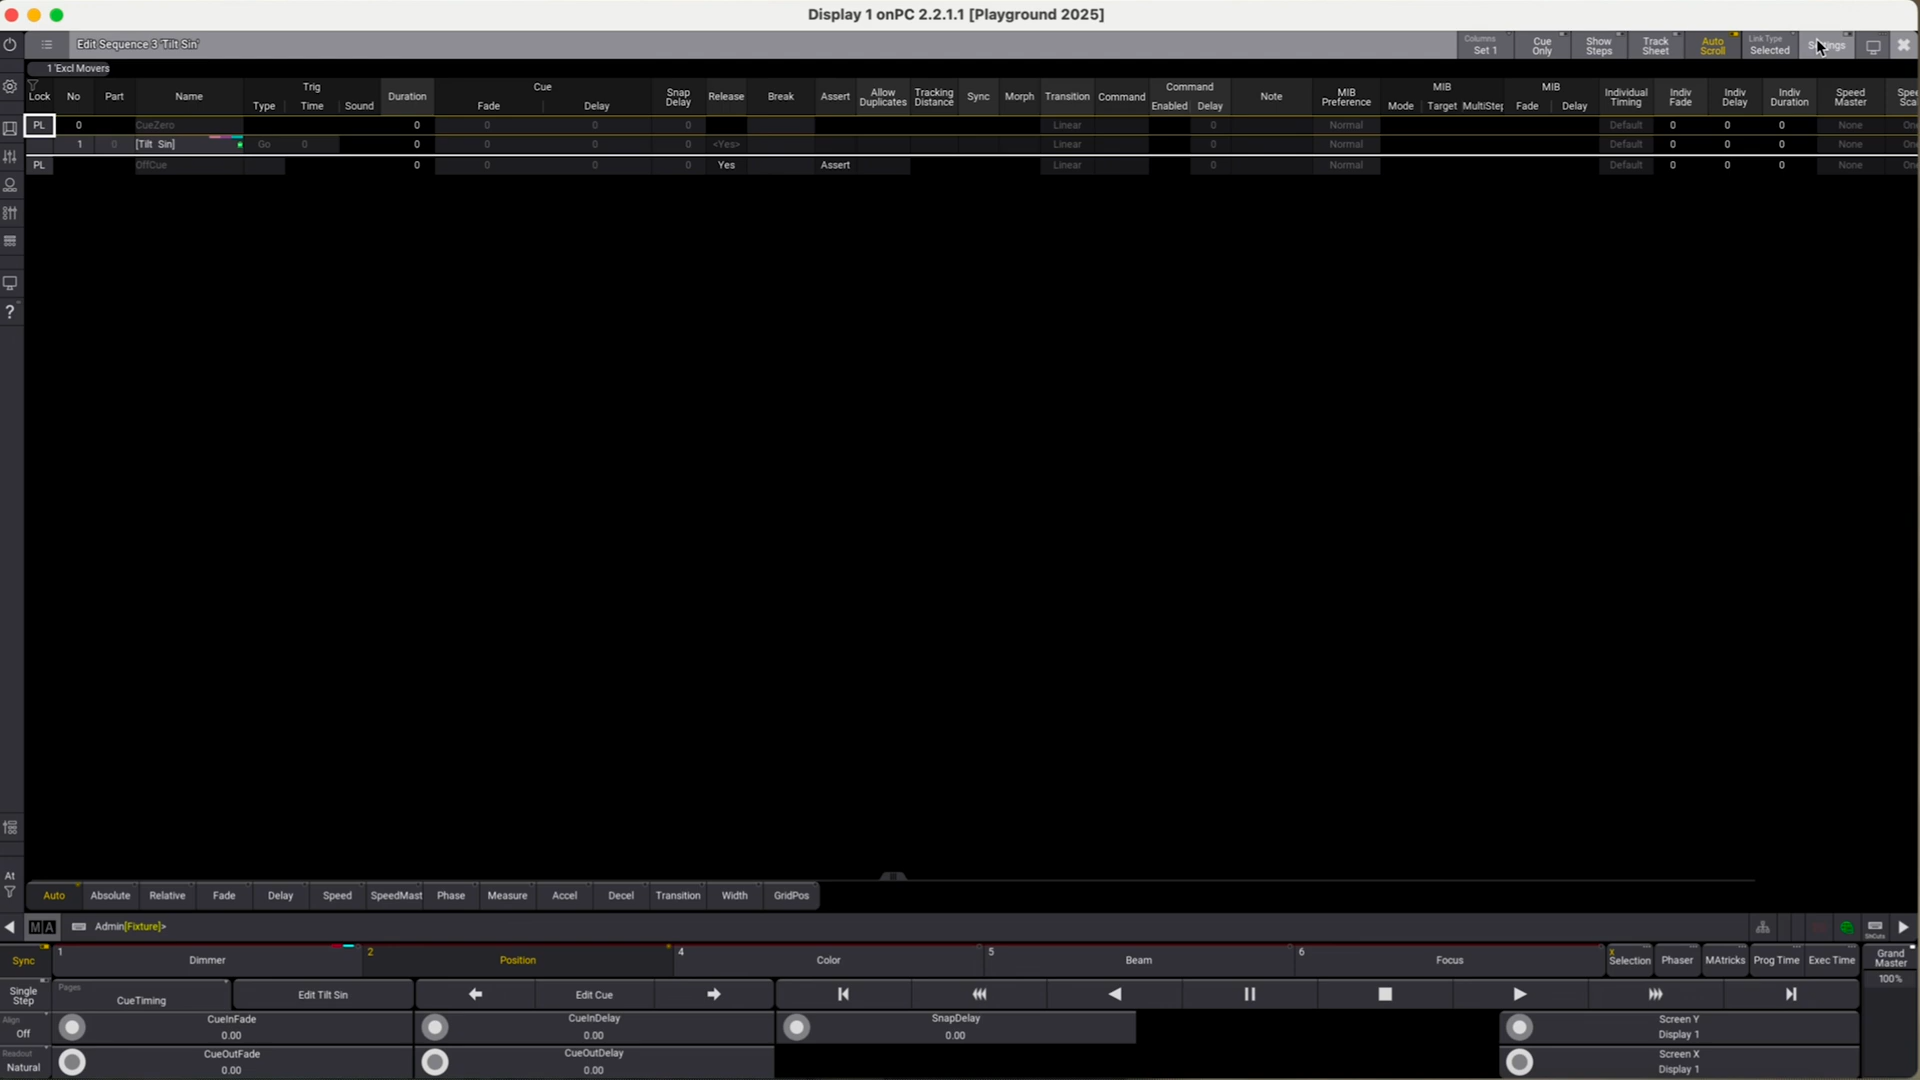 Display 1 onPC 2.2.1.1 [Playground 2025]
Edit Sequence 3 'Tilt Sin'
Columns Set 1
Cue Only
Show Steps
Track Sheet
Auto Scroll
Link Type Selected
1 'Excl Movers
Lock No Part Name Trig Type Time Sound Duration Cue Fade Delay Snap Delay Release Break Assert Allow Duplicates Tracking Distance Sync Morph Transition Command Command Enabled Delay Note MIB Preference MIB Mode Target MultiStep MIB Fade Delay Individual Timing Indiv Fade Indiv Delay Indiv Duration Speed Master
PL 0 CueZero 0 0 0 0 Linear 0 Normal Default 0 0 0 None
1 0 [Tilt Sin] Go 0 0 0 0 0 <Yes> Linear 0 Normal Default 0 0 0 None
PL OffCue 0 0 0 0 Yes Assert Linear 0 Normal Default 0 0 0 None
At
Auto Absolute Relative Fade Delay Speed SpeedMast Phase Measure Accel Decel Transition Width GridPos
MA Admin[Fixture]>
Sync 1 Dimmer 2 Position 4 Color 5 Beam 6 Focus Selection Phaser MAtricks Prog Time Exec Time Grand Master
100%
Single Step Pages CueTiming Edit Tilt Sin Edit Cue
Align Off CueInFade 0.00 CueInDelay 0.00 SnapDelay 0.00 Screen Y Display 1
Readout Natural CueOutFade 0.00 CueOutDelay 0.00 Screen X Display 1